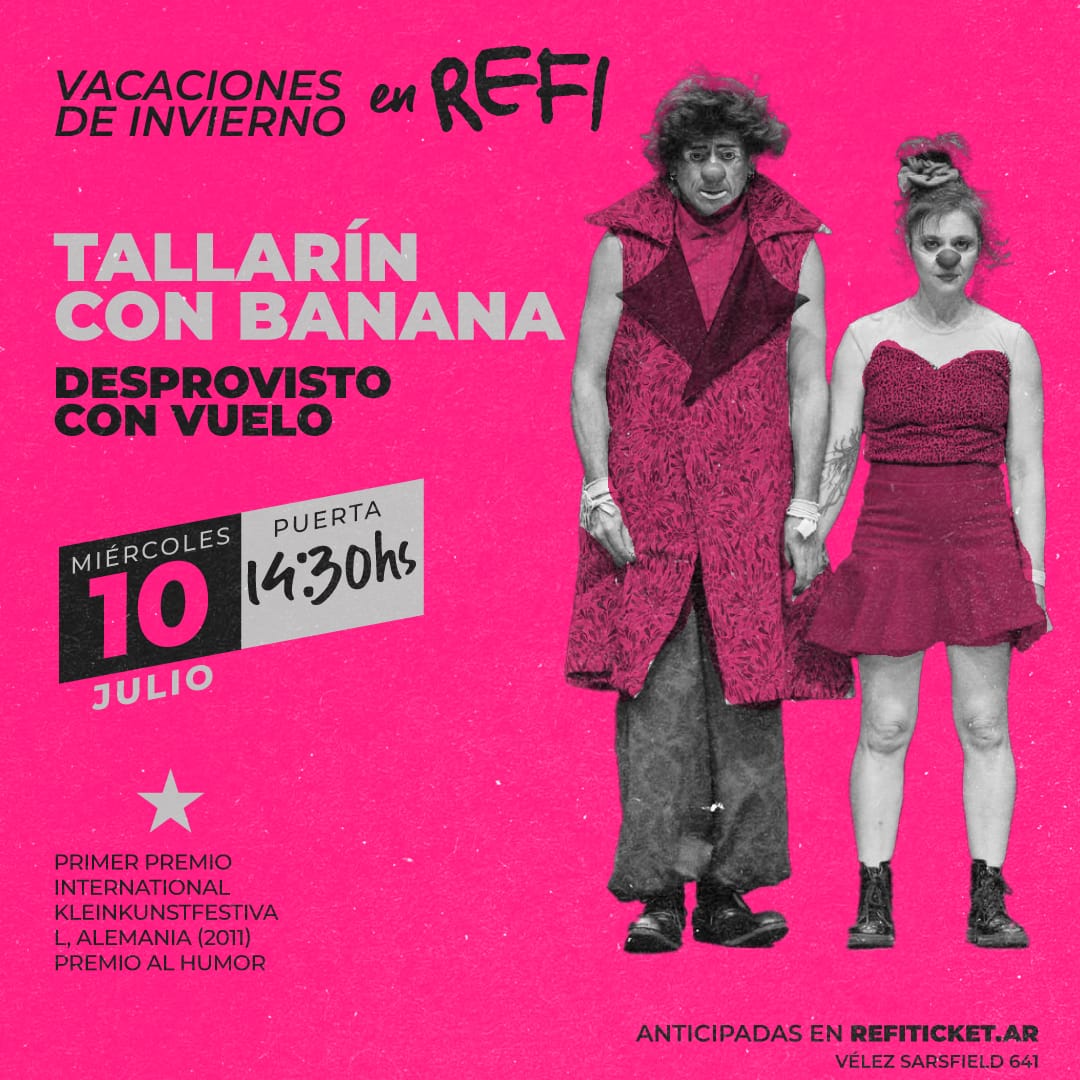 VACACIONES
DE INVIERNO
en REFI
TALLARÍN
CON BANANA
DESPROVISTO
CON VUELO
MIÉRCOLES
10
JULIO
PUERTA
14:30hs
PRIMER PREMIO
INTERNATIONAL
KLEINKUNSTFESTIVA
L, ALEMANIA (2011)
PREMIO AL HUMOR
ANTICIPADAS EN REFITICKET.AR
VÉLEZ SARSFIELD 641